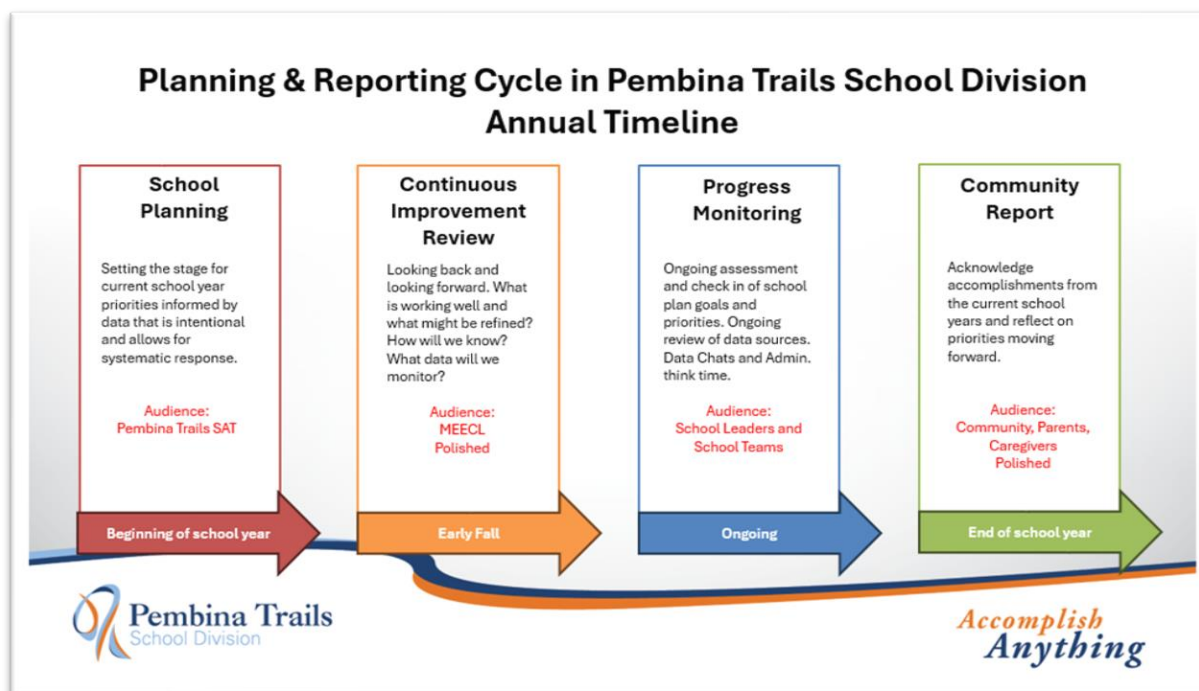 Planning & Reporting Cycle in Pembina Trails School Division
Annual Timeline
School
Planning
Setting the stage for
current school year
priorities informed by
data that is intentional
and allows for
systematic response.
Audience:
Pembina Trails SAT
Beginning of school year
Continuous
Improvement
Review
Looking back and
looking forward. What
is working well and
what might be refined?
How will we know?
What data will we
monitor?
Audience:
MEECL
Polished
Early Fall
Progress
Monitoring
Ongoing assessment
and check in of school
plan goals and
priorities. Ongoing
review of data sources.
Data Chats and Admin.
think time.
Audience:
School Leaders and
School Teams
Ongoing
Community
Report
Acknowledge
accomplishments from
the current school
years and reflect on
priorities moving
forward.
Audience:
Community, Parents,
Caregivers
Polished
End of school year
Pembina Trails
School Division
Accomplish
Anything